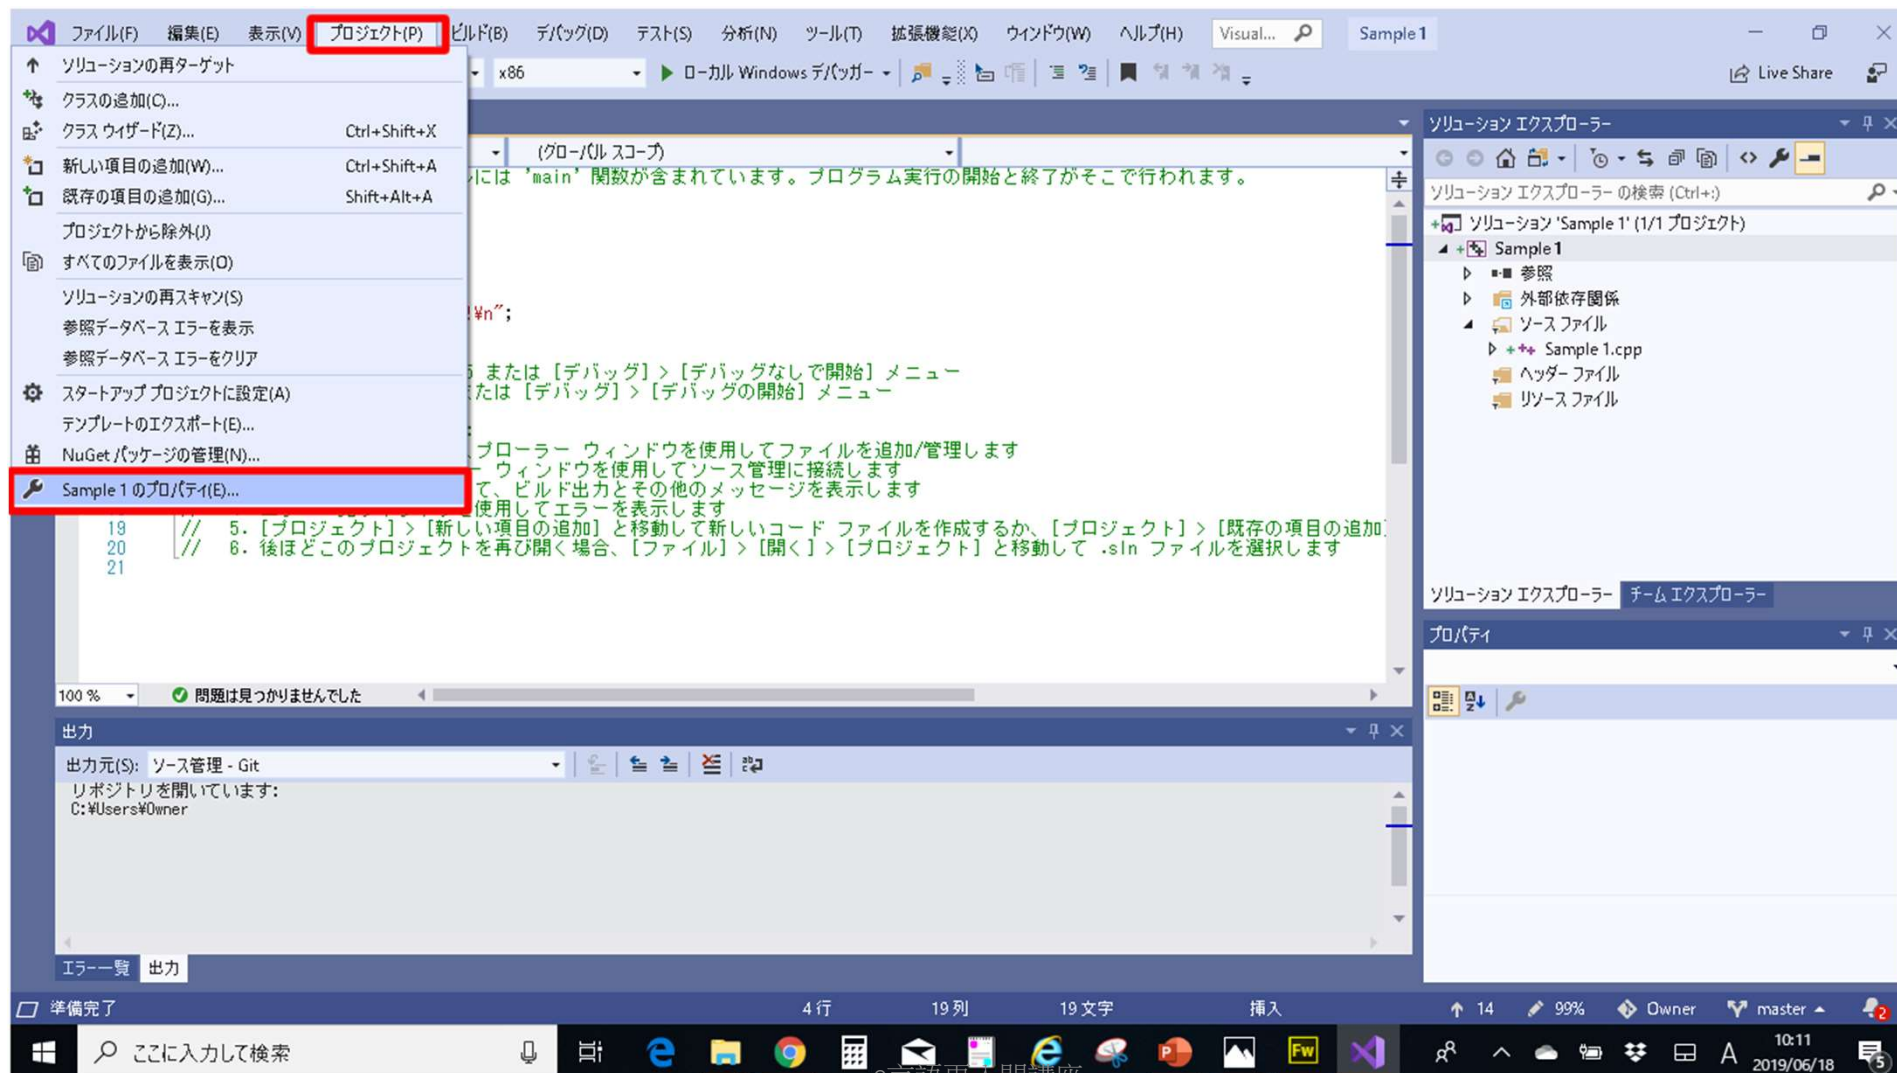 ファイル(F) 編集(E) 表示(V) プロジェクト(P) ビルド(B) デバッグ(D) テスト(S) 分析(N) ツール(T) 拡張機能(X) ウィンドウ(W) ヘルプ(H) Visual... Sample1
x86 ローカル Windows デバッガー Live Share
ソリューションの再ターゲット
クラスの追加(C)...
クラス ウィザード(Z)... Ctrl+Shift+X
新しい項目の追加(W)... Ctrl+Shift+A
既存の項目の追加(G)... Shift+Alt+A
プロジェクトから除外(J)
すべてのファイルを表示(O)
ソリューションの再スキャン(S)
参照データベース エラーを表示
参照データベース エラーをクリア
スタートアップ プロジェクトに設定(A)
テンプレートのエクスポート(E)...
NuGet パッケージの管理(N)...
Sample 1 のプロパティ(E)...
(グローバル スコープ)
には 'main' 関数が含まれています。プログラム実行の開始と終了がそこで行われます。
!¥n";
または [デバッグ] > [デバッグなしで開始] メニュー
たは [デバッグ] > [デバッグの開始] メニュー
プローラー ウィンドウを使用してファイルを追加/管理します
ー ウィンドウを使用してソース管理に接続します
て、ビルド出力とその他のメッセージを表示します
使用してエラーを表示します
19 // 5. [プロジェクト] > [新しい項目の追加] と移動して新しいコード ファイルを作成するか、[プロジェクト] > [既存の項目の追加]
20 // 6. 後ほどこのプロジェクトを再び開く場合、[ファイル] > [開く] > [プロジェクト] と移動して .sln ファイルを選択します
21
100 % 問題は見つかりませんでした
ソリューション エクスプローラー
ソリューション エクスプローラー の検索 (Ctrl+;)
ソリューション 'Sample 1' (1/1 プロジェクト)
Sample1
参照
外部依存関係
ソース ファイル
Sample 1.cpp
ヘッダー ファイル
リソース ファイル
ソリューション エクスプローラー チーム エクスプローラー
プロパティ
出力
出力元(S): ソース管理 - Git
リポジトリを開いています:
C:¥Users¥Owner
エラー一覧 出力
準備完了 4 行 19 列 19 文字 挿入 14 99% Owner master 2
ここに入力して検索 Fw A 10:11
2019/06/18 5